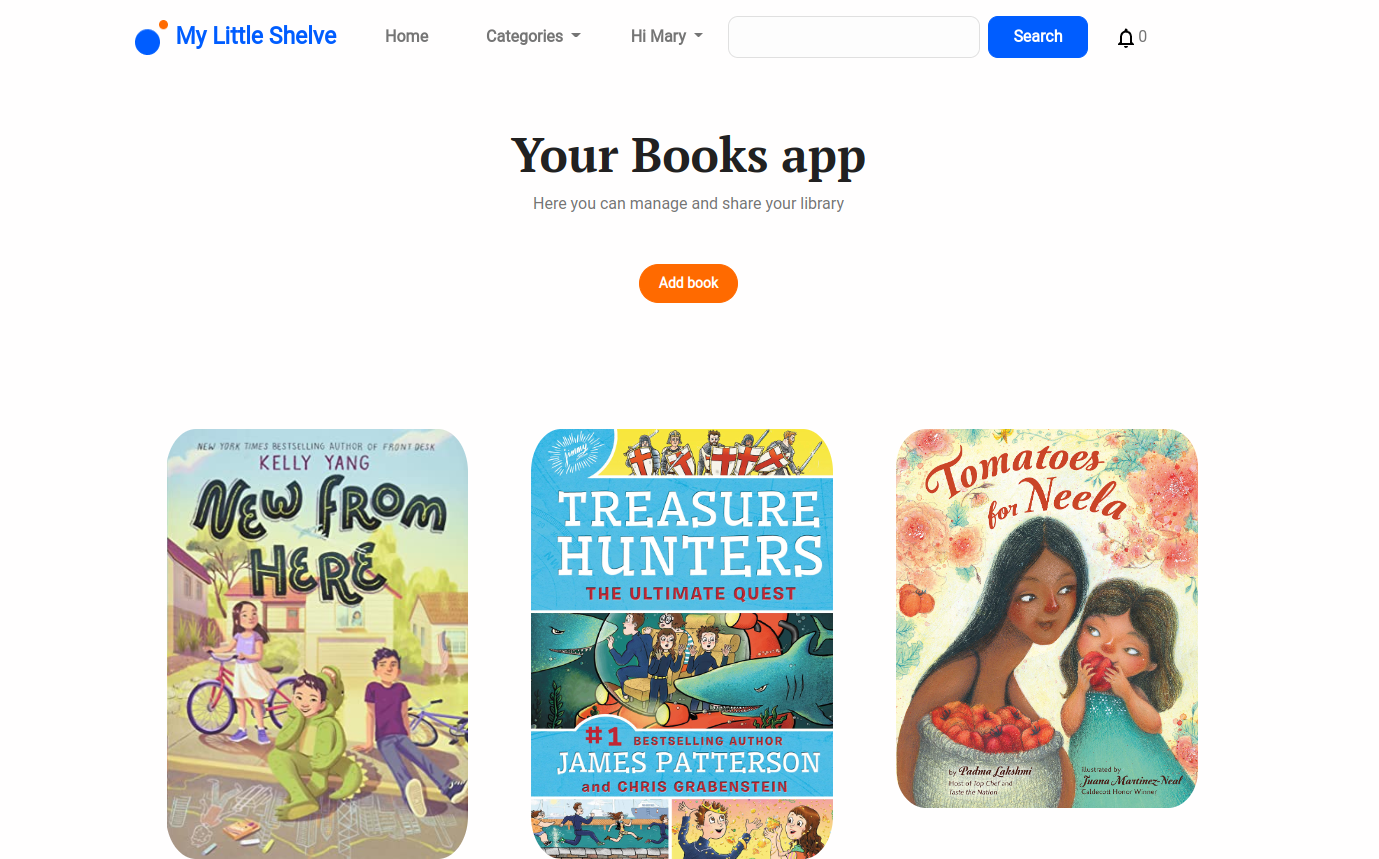 My Little Shelve
Home
Categories
Hi Mary
Search
0
Your Books app
Here you can manage and share your library
Add book
NEW YORK TIMES BESTSELLING AUTHOR OF FRONT DESK
KELLY YANG
NEW FROM
HERE
jimmy
TREASURE
HUNTERS
THE ULTIMATE QUEST
#1 BESTSELLING AUTHOR
JAMES PATTERSON
and CHRIS GRABENSTEIN
Tomatoes
for Neela
by Padma Lakshmi
Host of Top Chef and
Taste the Nation
illustrated by
Juana Martinez-Neal
Caldecott Honor Winner